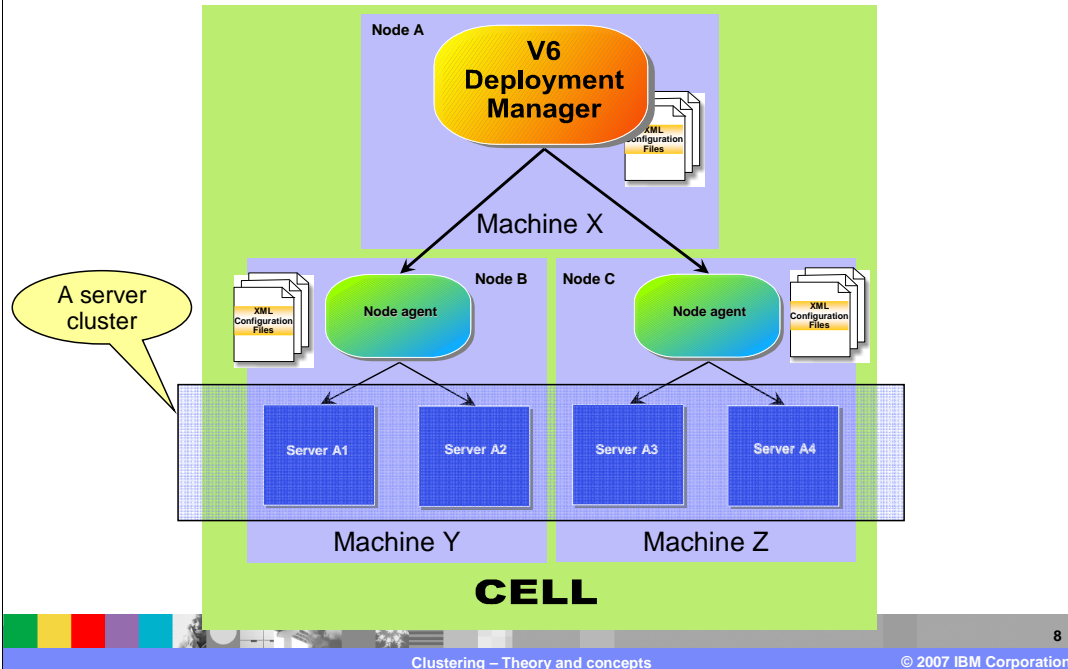 Node A
V6
Deployment
Manager
XML
Configuration
Files
Machine X
A server
cluster
XML
Configuration
Files
Node agent
Node B
Node C
Node agent
XML
Configuration
Files
Server A1
Server A2
Server A3
Server A4
Machine Y
Machine Z
CELL
8
Clustering – Theory and concepts
© 2007 IBM Corporation